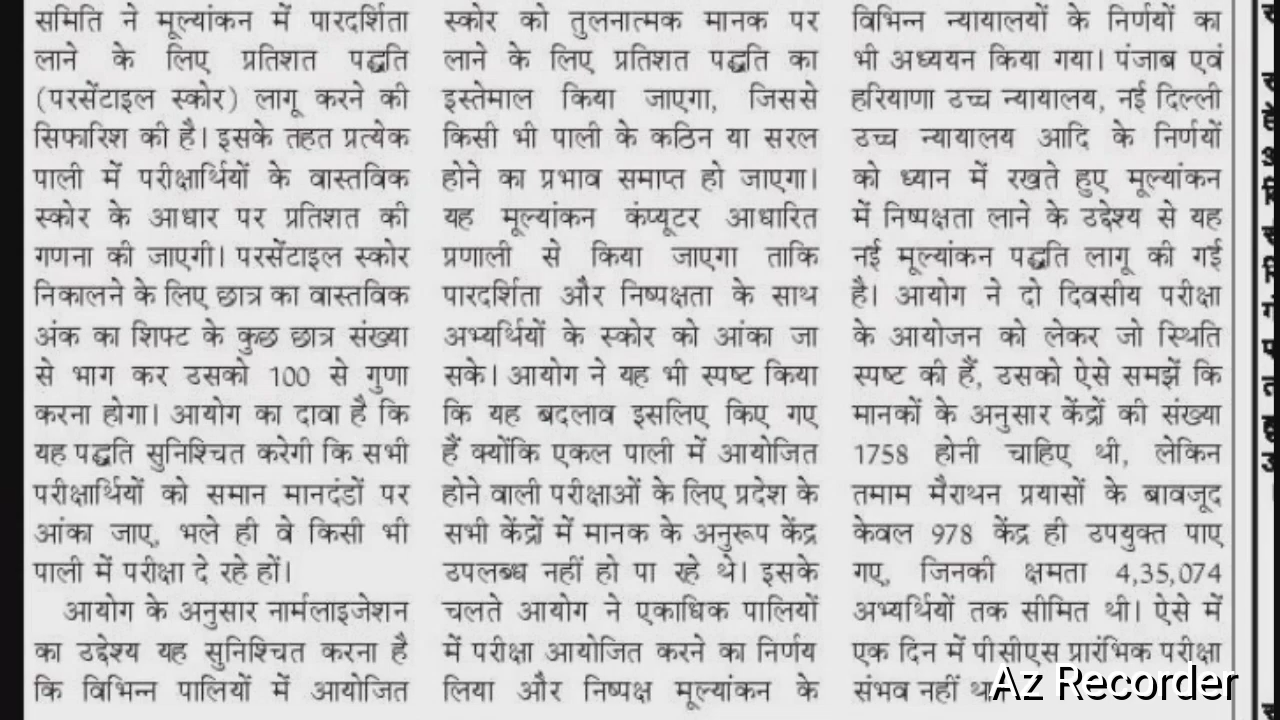 समिति ने मूल्यांकन में पारदर्शिता
लाने के लिए प्रतिशत पद्धति
(परसेंटाइल स्कोर) लागू करने की
सिफारिश की है। इसके तहत प्रत्येक
पाली में परीक्षार्थियों के वास्तविक
स्कोर के आधार पर प्रतिशत की
गणना की जाएगी। परसेंटाइल स्कोर
निकालने के लिए छात्र का वास्तविक
अंक का शिफ्ट के कुछ छात्र संख्या
से भाग कर उसको 100 से गुणा
करना होगा। आयोग का दावा है कि
यह पद्धति सुनिश्चित करेगी कि सभी
परीक्षार्थियों को समान मानदंडों पर
आंका जाए, भले ही वे किसी भी
पाली में परीक्षा दे रहे हों।
आयोग के अनुसार नार्मलाइजेशन
का उद्देश्य यह सुनिश्चित करना है
कि विभिन्न पालियों में आयोजित
स्कोर को तुलनात्मक मानक पर
लाने के लिए प्रतिशत पद्धति का
इस्तेमाल किया जाएगा, जिससे
किसी भी पाली के कठिन या सरल
होने का प्रभाव समाप्त हो जाएगा।
यह मूल्यांकन कंप्यूटर आधारित
प्रणाली से किया जाएगा ताकि
पारदर्शिता और निष्पक्षता के साथ
अभ्यर्थियों के स्कोर को आंका जा
सके। आयोग ने यह भी स्पष्ट किया
कि यह बदलाव इसलिए किए गए
हैं क्योंकि एकल पाली में आयोजित
होने वाली परीक्षाओं के लिए प्रदेश के
सभी केंद्रों में मानक के अनुरूप केंद्र
उपलब्ध नहीं हो पा रहे थे। इसके
चलते आयोग ने एकाधिक पालियों
में परीक्षा आयोजित करने का निर्णय
लिया और निष्पक्ष मूल्यांकन के
विभिन्न न्यायालयों के निर्णयों का
भी अध्ययन किया गया। पंजाब एवं
हरियाणा उच्च न्यायालय, नई दिल्ली
उच्च न्यायालय आदि के निर्णयों
को ध्यान में रखते हुए मूल्यांकन
में निष्पक्षता लाने के उद्देश्य से यह
नई मूल्यांकन पद्धति लागू की गई
है। आयोग ने दो दिवसीय परीक्षा
के आयोजन को लेकर जो स्थिति
स्पष्ट की हैं, उसको ऐसे समझें कि
मानकों के अनुसार केंद्रों की संख्या
1758 होनी चाहिए थी, लेकिन
तमाम मैराथन प्रयासों के बावजूद
केवल 978 केंद्र ही उपयुक्त पाए
गए, जिनकी क्षमता 4,35,074
अभ्यर्थियों तक सीमित थी। ऐसे में
एक दिन में पीसीएस प्रारंभिक परीक्षा
संभव नहीं
Az Recorder